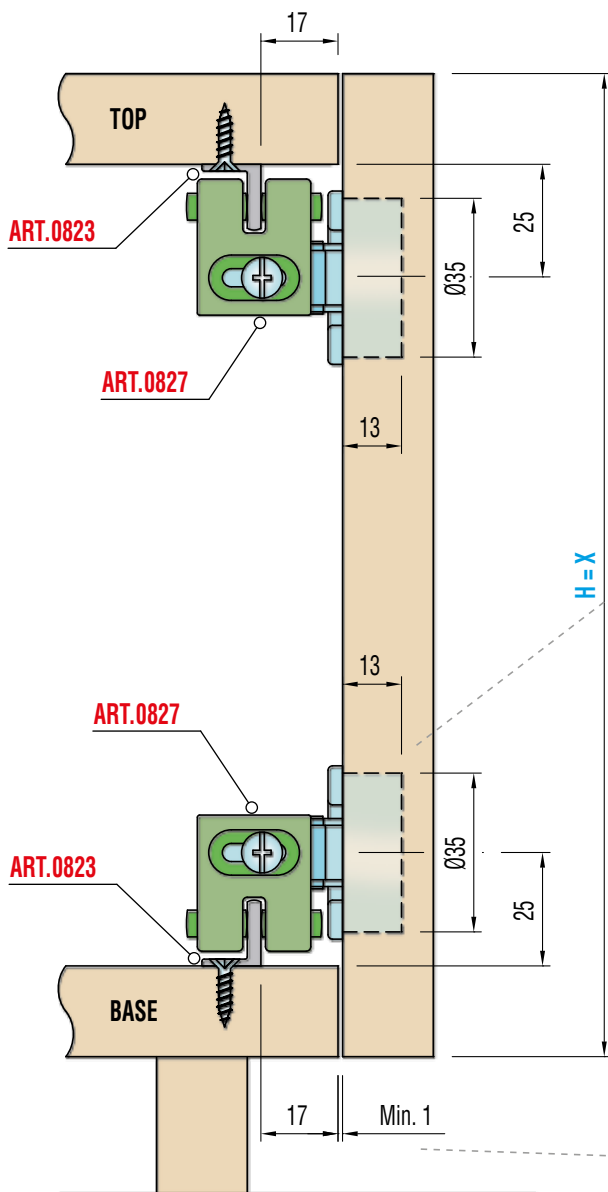 17
TOP
ART.0823
25
Ø35
ART.0827
13
H = X
13
ART.0827
ART.0823
Ø35
25
BASE
17
Min. 1